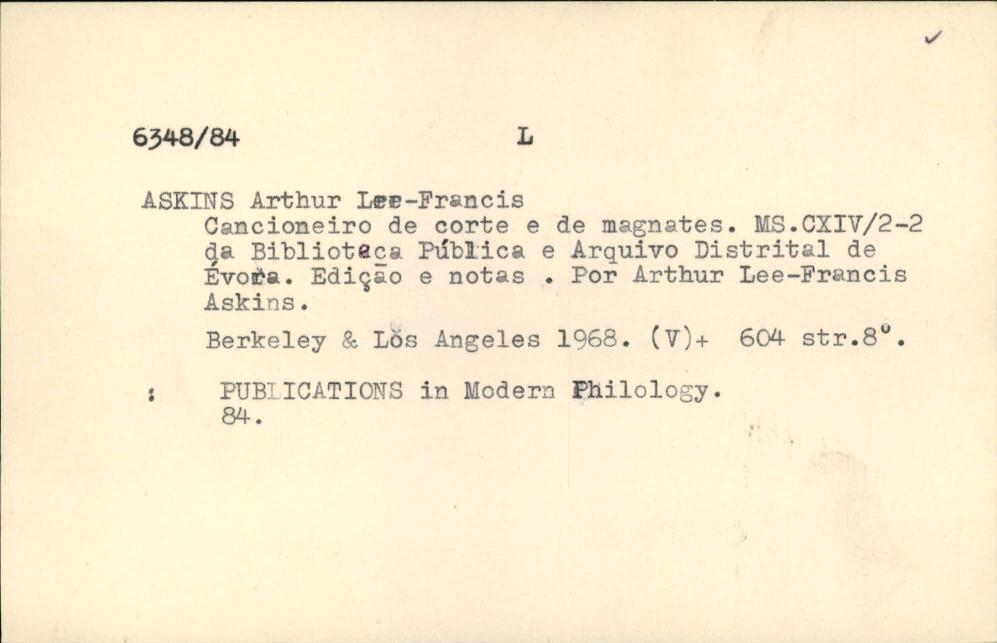 6348/84 L
ASKINS Arthur Lee-Francis
Cancioneiro de corte e de magnates. MS.CXIV/2-2
da Biblioteca Pública e Arquivo Distrital de
Évora. Edição e notas . Por Arthur Lee-Francis
Askins.
Berkeley & Los Angeles 1968. (V)+ 604 str.8°.
: PUBLICATIONS in Modern Philology.
84.